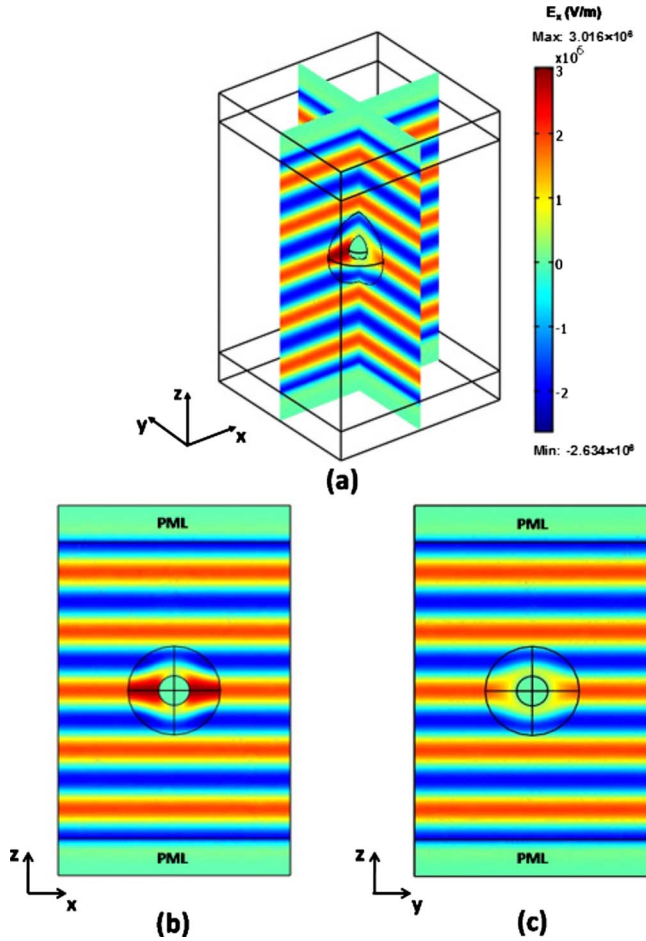 Eₓ (V/m)
Max: 3.016×10⁶
×10⁶
3
2
1
0
-1
-2
Min: -2.634×10⁶
z
y
x
(a)
PML
PML
PML
PML
z
x
z
y
(b)
(c)